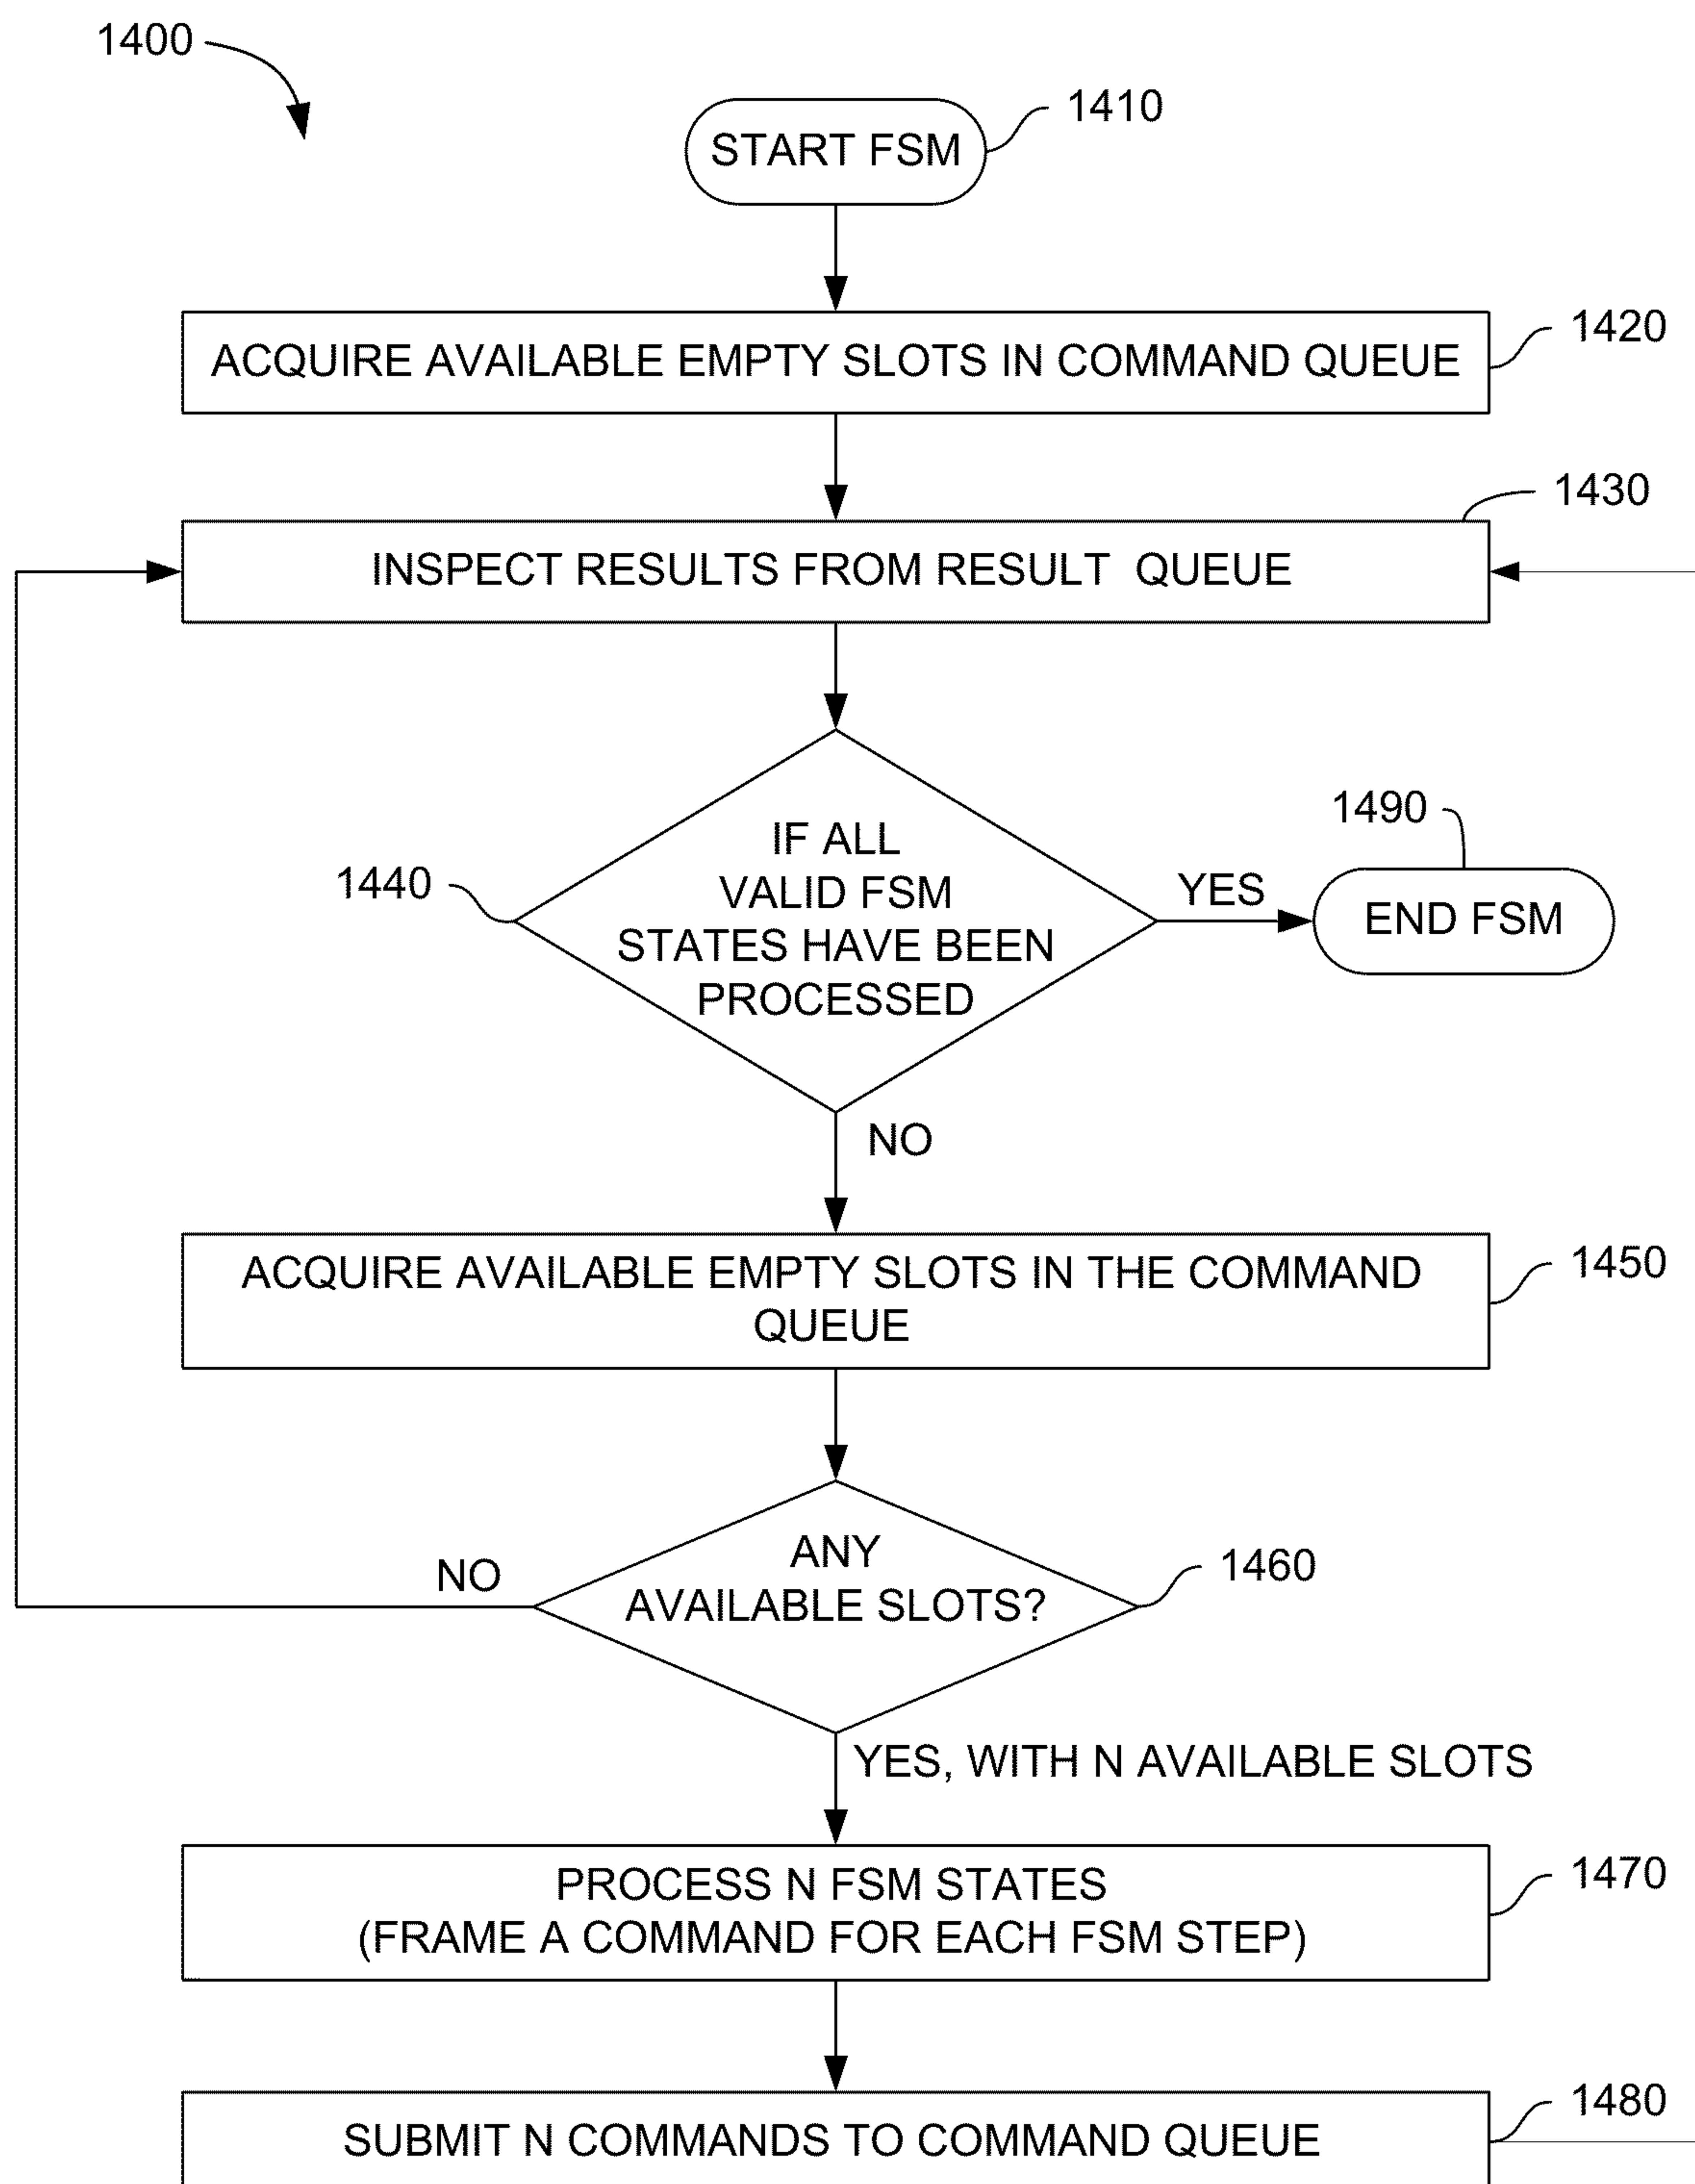 1400
1410
START FSM
1420
ACQUIRE AVAILABLE EMPTY SLOTS IN COMMAND QUEUE
1430
INSPECT RESULTS FROM RESULT QUEUE
1440
IF ALL
VALID FSM
STATES HAVE BEEN
PROCESSED
YES
1490
END FSM
NO
1450
ACQUIRE AVAILABLE EMPTY SLOTS IN THE COMMAND
QUEUE
1460
ANY
AVAILABLE SLOTS?
NO
YES, WITH N AVAILABLE SLOTS
1470
PROCESS N FSM STATES
(FRAME A COMMAND FOR EACH FSM STEP)
1480
SUBMIT N COMMANDS TO COMMAND QUEUE